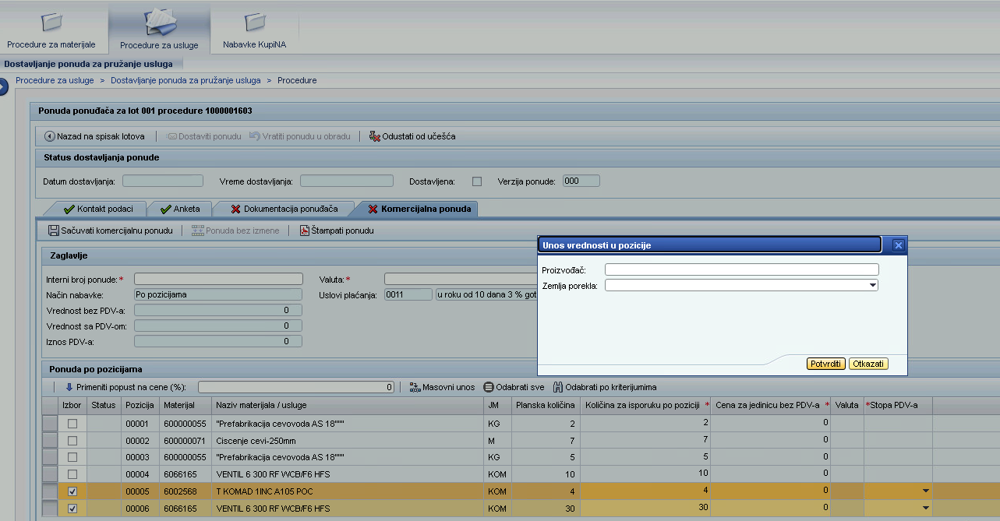 Procedure za materijale Procedure za usluge Nabavke KupiNA
Dostavljanje ponuda za pružanje usluga
Procedure za usluge > Dostavljanje ponuda za pružanje usluga > Procedure
Ponuda ponuđača za lot 001 procedure 1000001603
Nazad na spisak lotova Dostaviti ponudu Vratiti ponudu u obradu Odustati od učešća
Status dostavljanja ponude
Datum dostavljanja: Vreme dostavljanja: Dostavljena: Verzija ponude: 000
Kontakt podaci Anketa Dokumentacija ponuđača Komercijalna ponuda
Sačuvati komercijalnu ponudu Ponuda bez izmene Štampati ponudu
Unos vrednosti u pozicije
Proizvođač:
Zemlja porekla:
Potvrditi Otkazati
Zaglavlje
Interni broj ponude:* Valuta:*
Način nabavke: Po pozicijama Uslovi plaćanja: 0011 u roku od 10 dana 3 % got
Vrednost bez PDV-a: 0
Vrednost sa PDV-om: 0
Iznos PDV-a: 0
Ponuda po pozicijama
Primeniti popust na cene (%): 0 Masovni unos Odabrati sve Odabrati po kriterijumima
Izbor Status Pozicija Materijal Naziv materijala / usluge JM Planska količina Količina za isporuku po poziciji * Cena za jedinicu bez PDV-a * Valuta *Stopa PDV-a
00001 600000055 "Prefabrikacija cevovoda AS 18""" KG 2 2 0
00002 600000071 Ciscenje cevi-250mm M 7 7 0
00003 600000055 "Prefabrikacija cevovoda AS 18""" KG 5 5 0
00004 6066165 VENTIL 6 300 RF WCB/F6 HFS KOM 10 10 0
00005 6002568 T KOMAD 1INC A105 POC KOM 4 4 0
00006 6066165 VENTIL 6 300 RF WCB/F6 HFS KOM 30 30 0